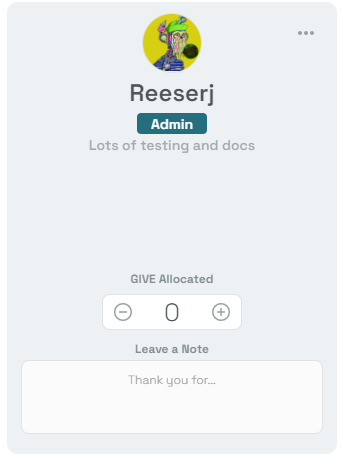 Reeserj
Admin
Lots of testing and docs
GIVE Allocated
0
Leave a Note
Thank you for...